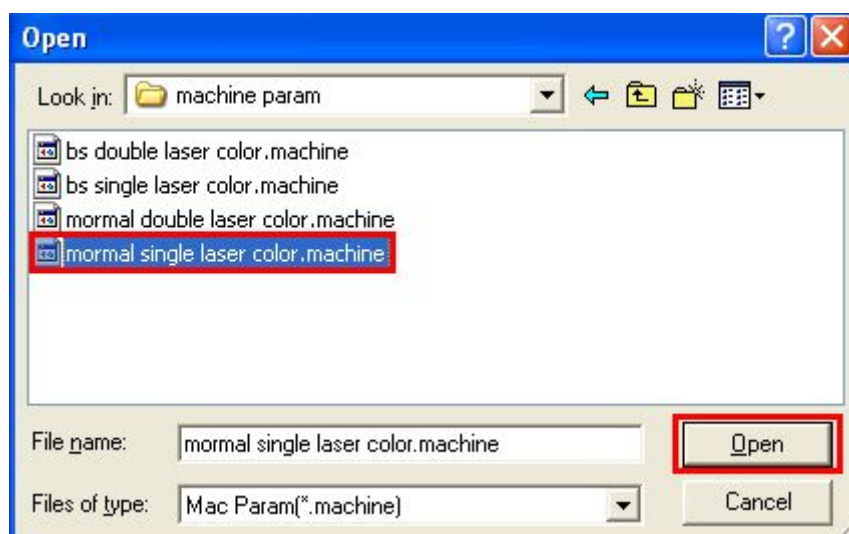 Open
Look in: machine param
bs double laser color.machine
bs single laser color.machine
mormal double laser color.machine
mormal single laser color.machine
File name: mormal single laser color.machine Open
Files of type: Mac Param(*.machine) Cancel